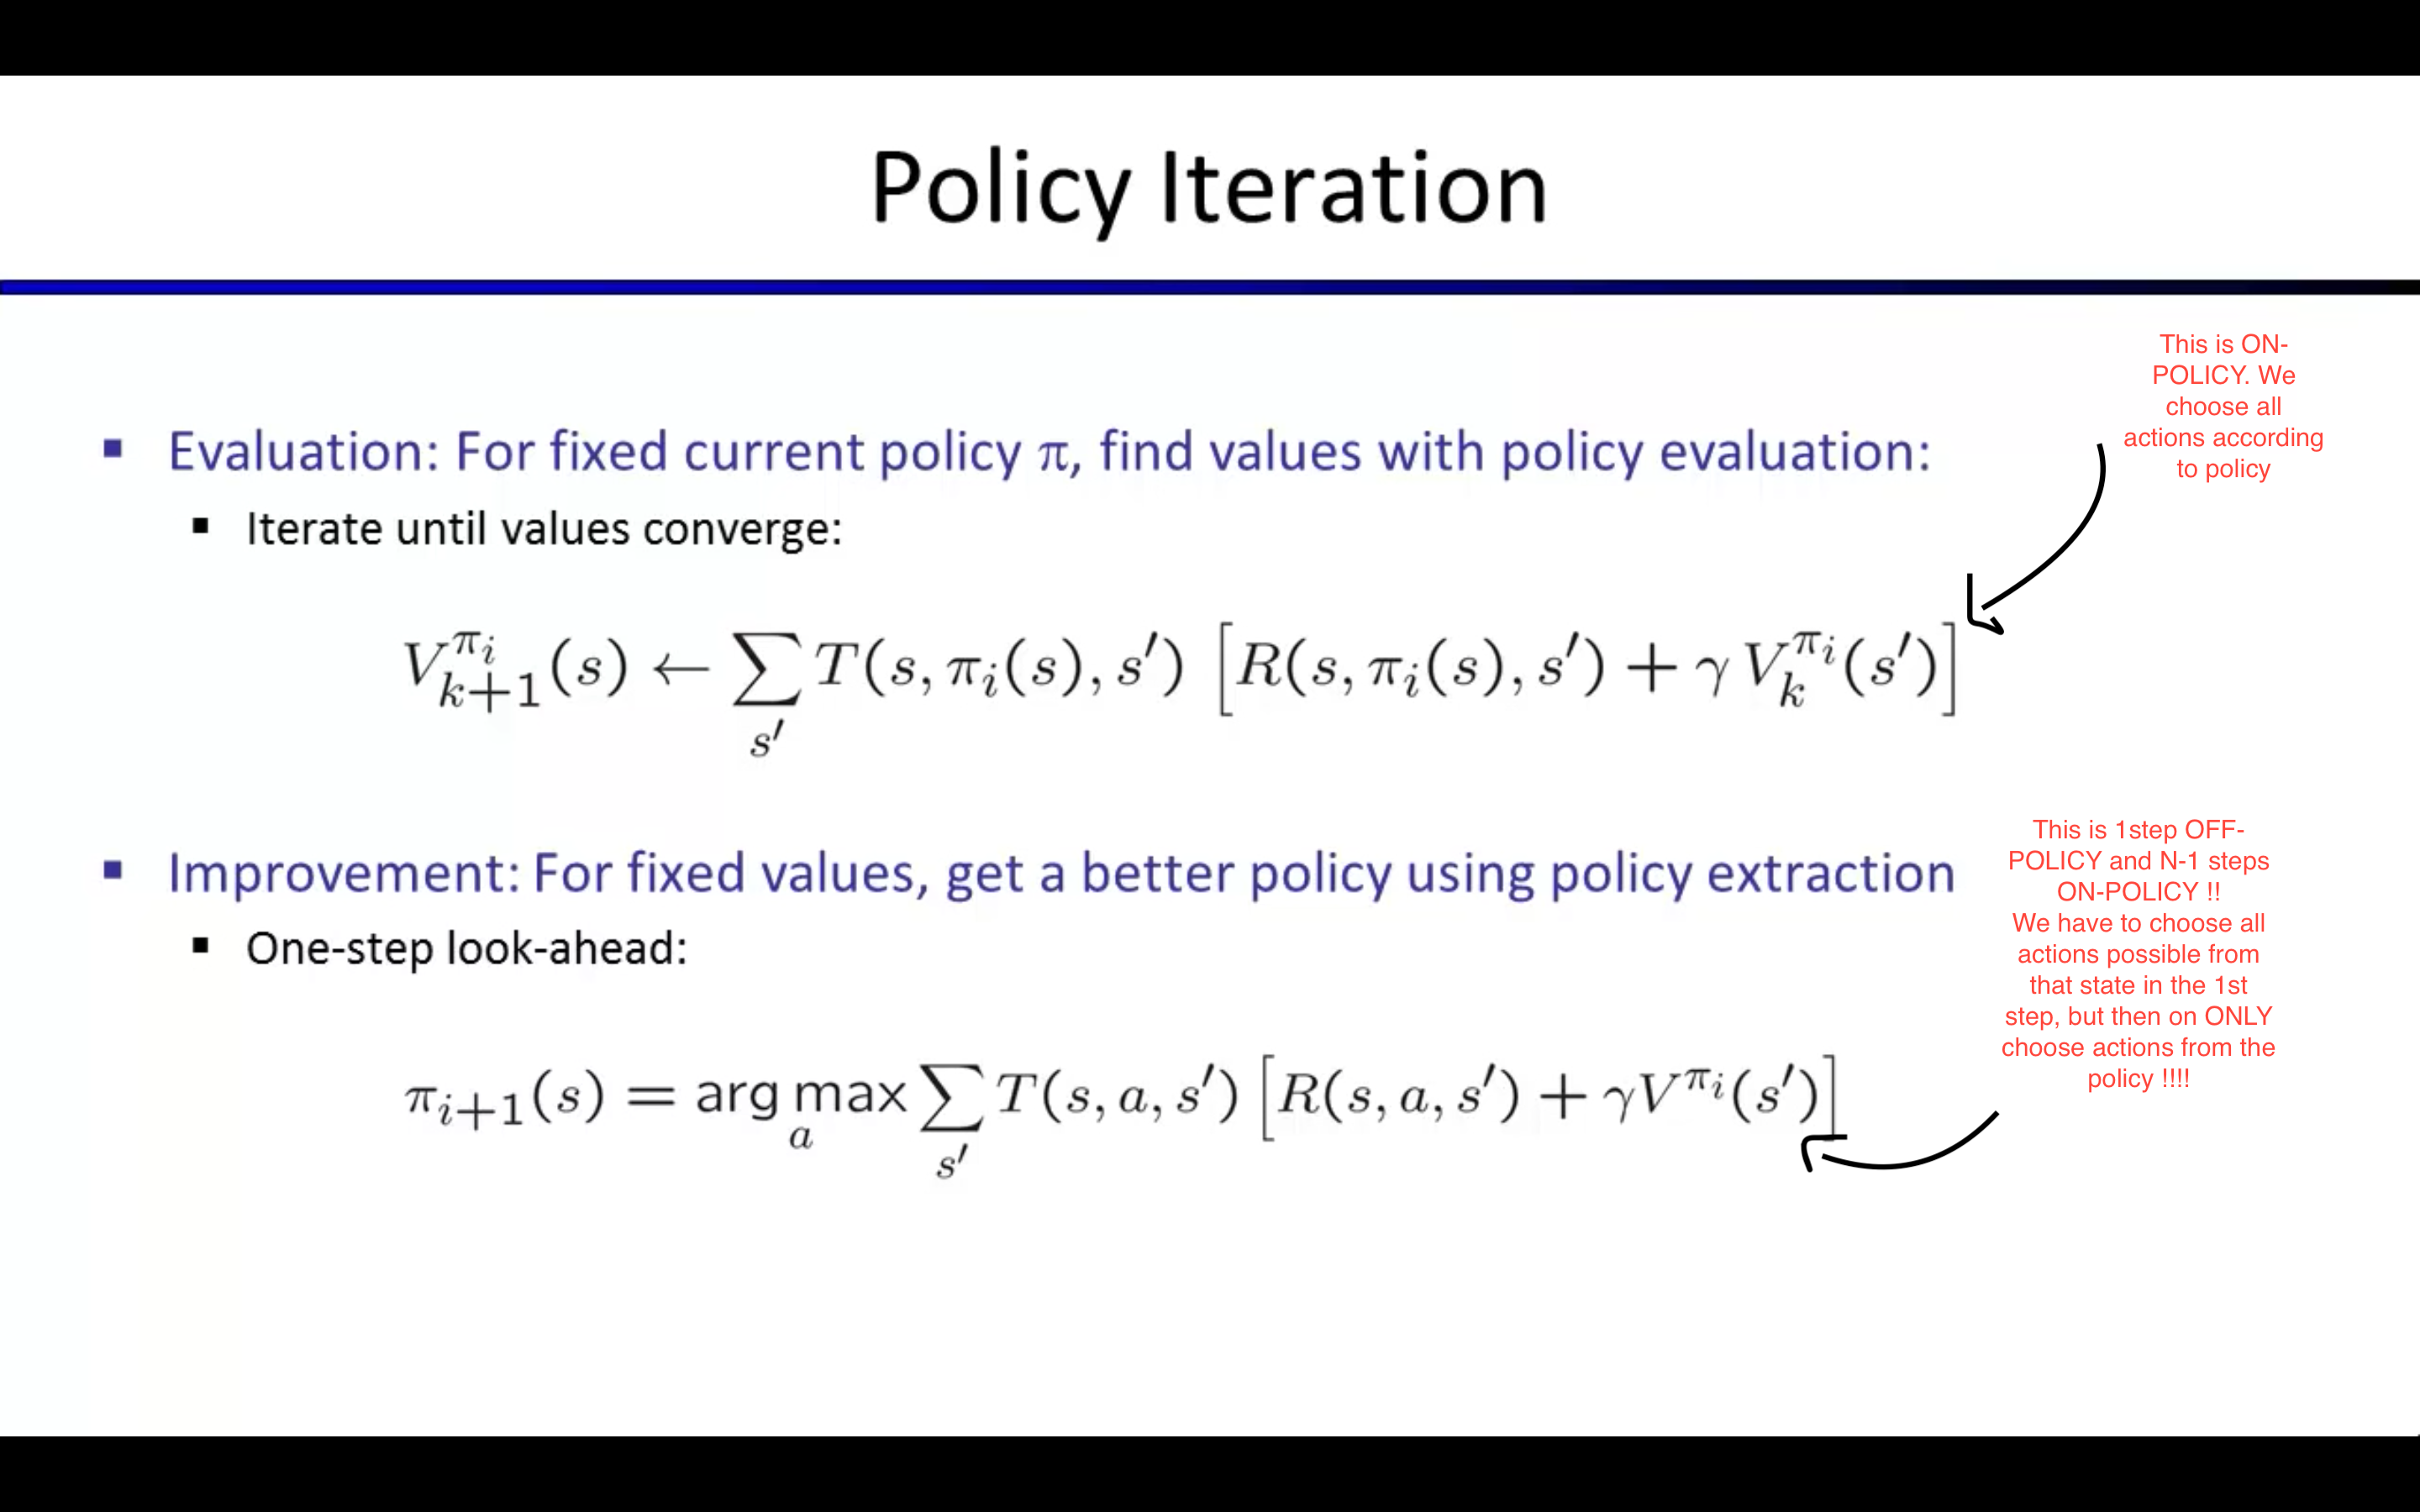 Policy Iteration
This is ON-
POLICY. We
choose all
actions according
to policy
▪ Evaluation: For fixed current policy π, find values with policy evaluation:
▪ Iterate until values converge:
$V_{k+1}^{\pi_i}(s) \leftarrow \sum_{s'} T(s, \pi_i(s), s') \left[ R(s, \pi_i(s), s') + \gamma V_k^{\pi_i}(s') \right]$
This is 1step OFF-
POLICY and N-1 steps
ON-POLICY !!
We have to choose all
actions possible from
that state in the 1st
step, but then on ONLY
choose actions from the
policy !!!!
▪ Improvement: For fixed values, get a better policy using policy extraction
▪ One-step look-ahead:
$\pi_{i+1}(s) = \arg\max_a \sum_{s'} T(s, a, s') \left[ R(s, a, s') + \gamma V^{\pi_i}(s') \right]$